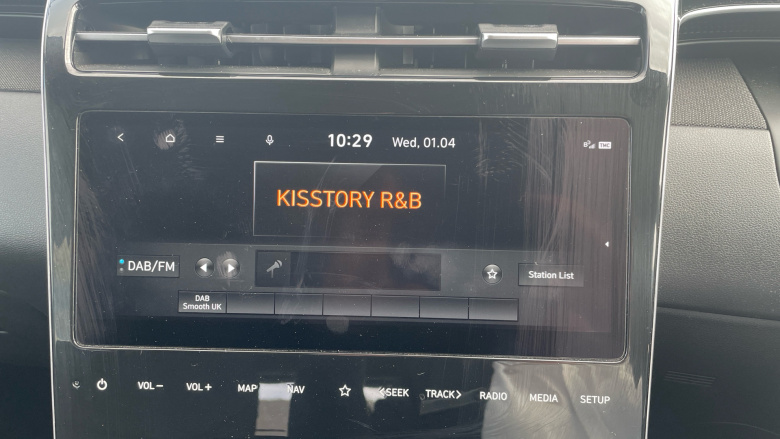 10:29 Wed, 01.04 TMC
KISSTORY R&B
DAB/FM
Station List
DAB
Smooth UK
VOL− VOL+ MAP NAV <SEEK TRACK> RADIO MEDIA SETUP